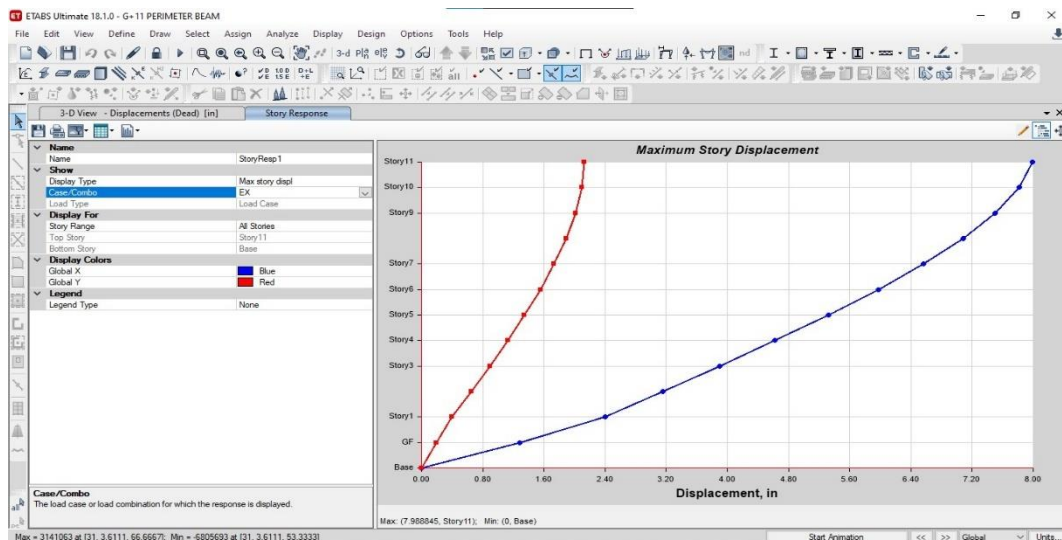 ETABS Ultimate 18.1.0 - G+11 PERIMETER BEAM
File Edit View Define Draw Select Assign Analyze Display Design Options Tools Help
3-d
nd
all
3-D View - Displacements (Dead) [in]
Story Response
Name
Name StoryResp1
Show
Display Type Max story displ
Case/Combo EX
Load Type Load Case
Display For
Story Range All Stories
Top Story Story11
Bottom Story Base
Display Colors
Global X Blue
Global Y Red
Legend
Legend Type None
Case/Combo
The load case or load combination for which the response is displayed.
Maximum Story Displacement
Story11
Story10
Story9
Story7
Story6
Story5
Story4
Story3
Story1
GF
Base
0.00 0.80 1.60 2.40 3.20 4.00 4.80 5.60 6.40 7.20 8.00
Displacement, in
Max: (7.988845, Story11); Min: (0, Base)
Max = 3141063 at [31, 3.6111, 66.6667]; Min = -6805693 at [31, 3.6111, 53.3333]
Start Animation << >> Global Units...